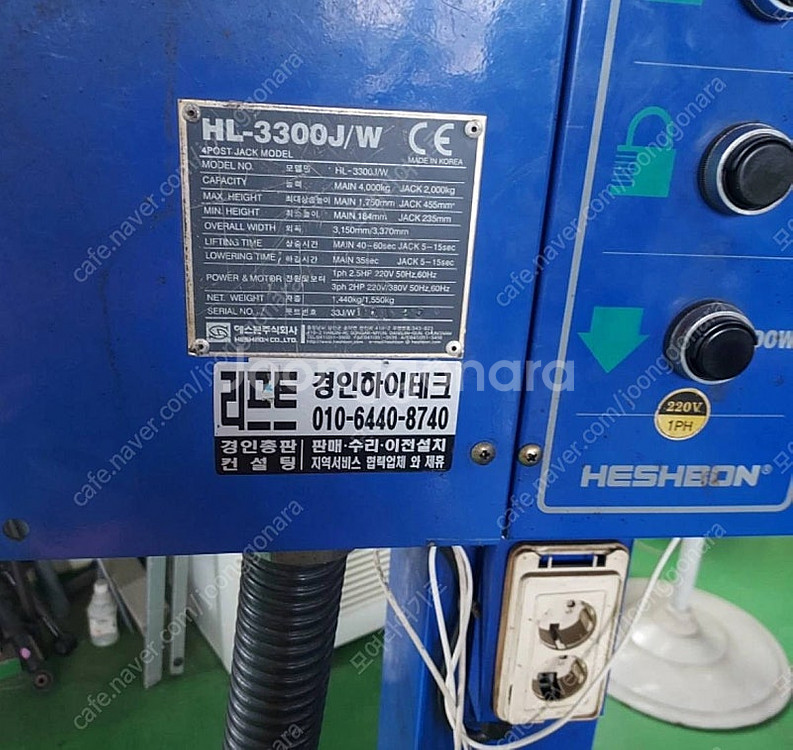 HL-3300J/W CE
4POST JACK MODEL MADE IN KOREA
MODEL NO. 모델명 HL-3300J/W
CAPACITY 능력 MAIN 4,000kg JACK 2,000kg
MAX. HEIGHT 최대상승높이 MAIN 1,750mm JACK 455mm
MIN. HEIGHT 최소높이 MAIN 184mm JACK 235mm
OVERALL WIDTH 외폭 3,150mm/3,370mm
LIFTING TIME 상승시간 MAIN 40~60sec JACK 5~15sec
LOWERING TIME 하강시간 MAIN 35sec JACK 5~15sec
POWER & MOTOR 전원및모터 1ph 2.5HP 220V 50Hz,60Hz
3ph 2HP 220V/380V 50Hz,60Hz
NET. WEIGHT 자중 1,440kg/1,550kg
SERIAL NO. 33J/W
헤스본주식회사
HESHBON CO.,LTD.
Joonggonara
리프트 경인하이테크
010-6440-8740
경인총판 판매·수리·이전설치
컨설팅 지역서비스 협력업체 와 제휴
220V
1PH
HESHBON®
cafe.naver.com/joonggonara